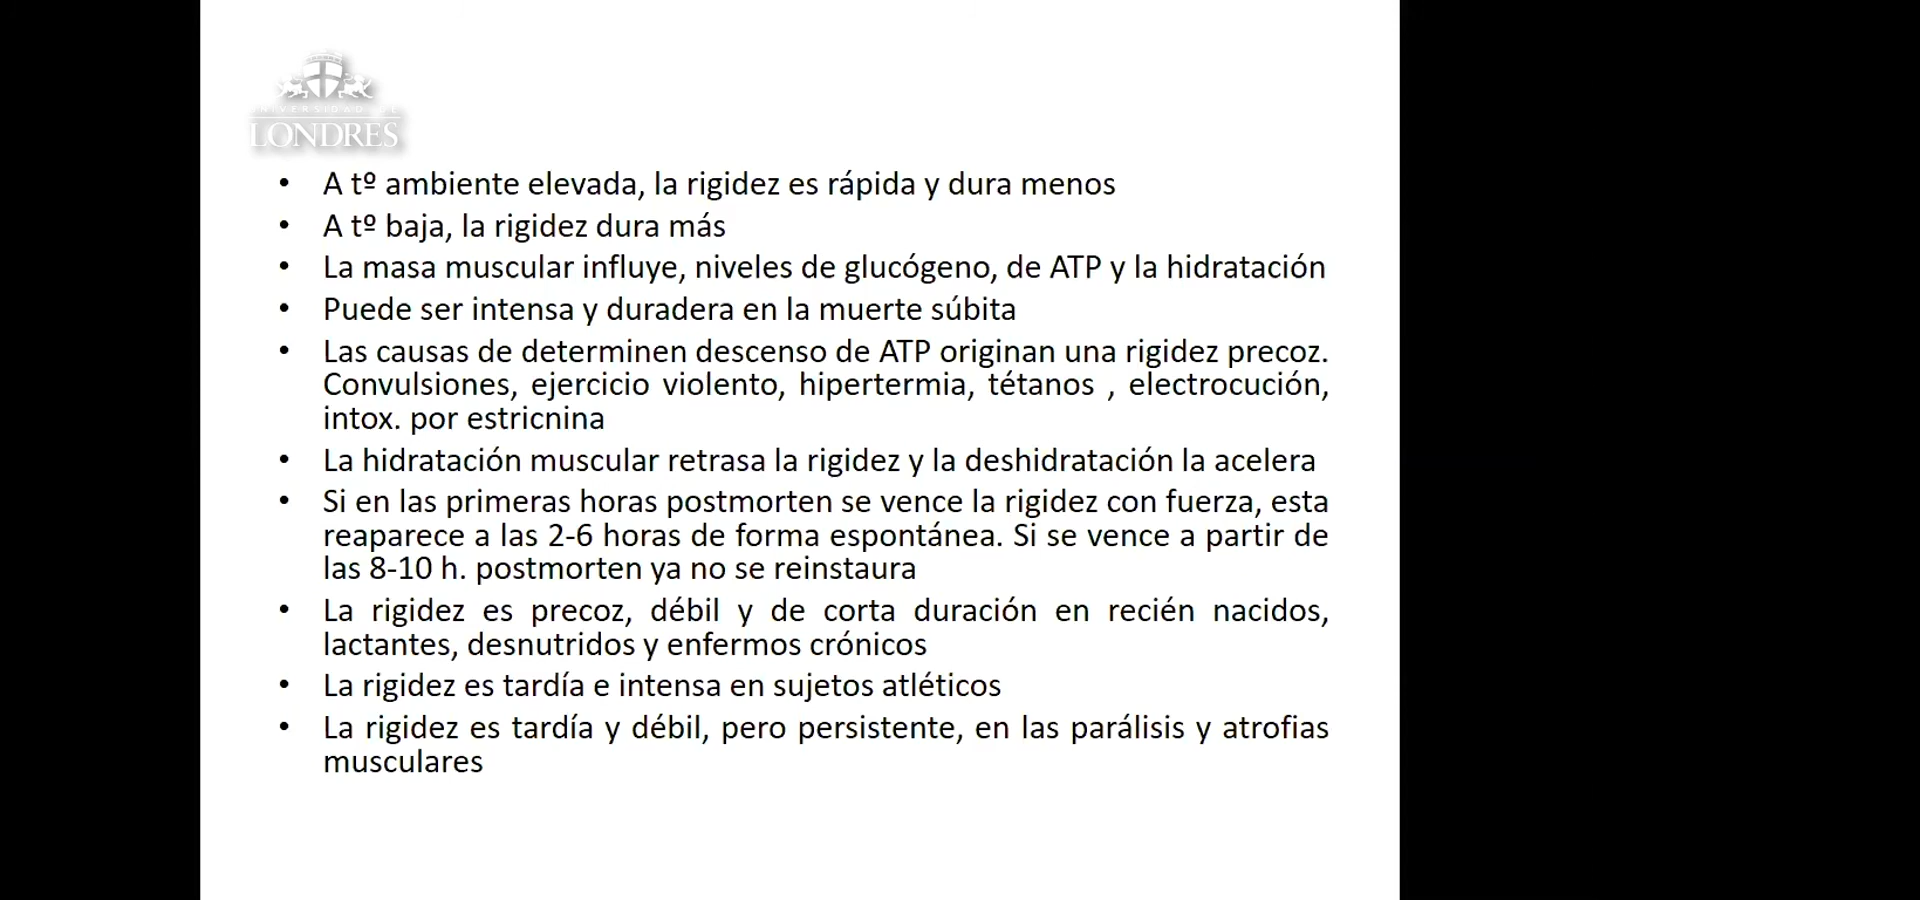 UNIVERSIDAD DE
LONDRES
• A tº ambiente elevada, la rigidez es rápida y dura menos
• A tº baja, la rigidez dura más
• La masa muscular influye, niveles de glucógeno, de ATP y la hidratación
• Puede ser intensa y duradera en la muerte súbita
• Las causas de determinen descenso de ATP originan una rigidez precoz.
Convulsiones, ejercicio violento, hipertermia, tétanos , electrocución,
intox. por estricnina
• La hidratación muscular retrasa la rigidez y la deshidratación la acelera
• Si en las primeras horas postmorten se vence la rigidez con fuerza, esta
reaparece a las 2-6 horas de forma espontánea. Si se vence a partir de
las 8-10 h. postmorten ya no se reinstaura
• La rigidez es precoz, débil y de corta duración en recién nacidos,
lactantes, desnutridos y enfermos crónicos
• La rigidez es tardía e intensa en sujetos atléticos
• La rigidez es tardía y débil, pero persistente, en las parálisis y atrofias
musculares